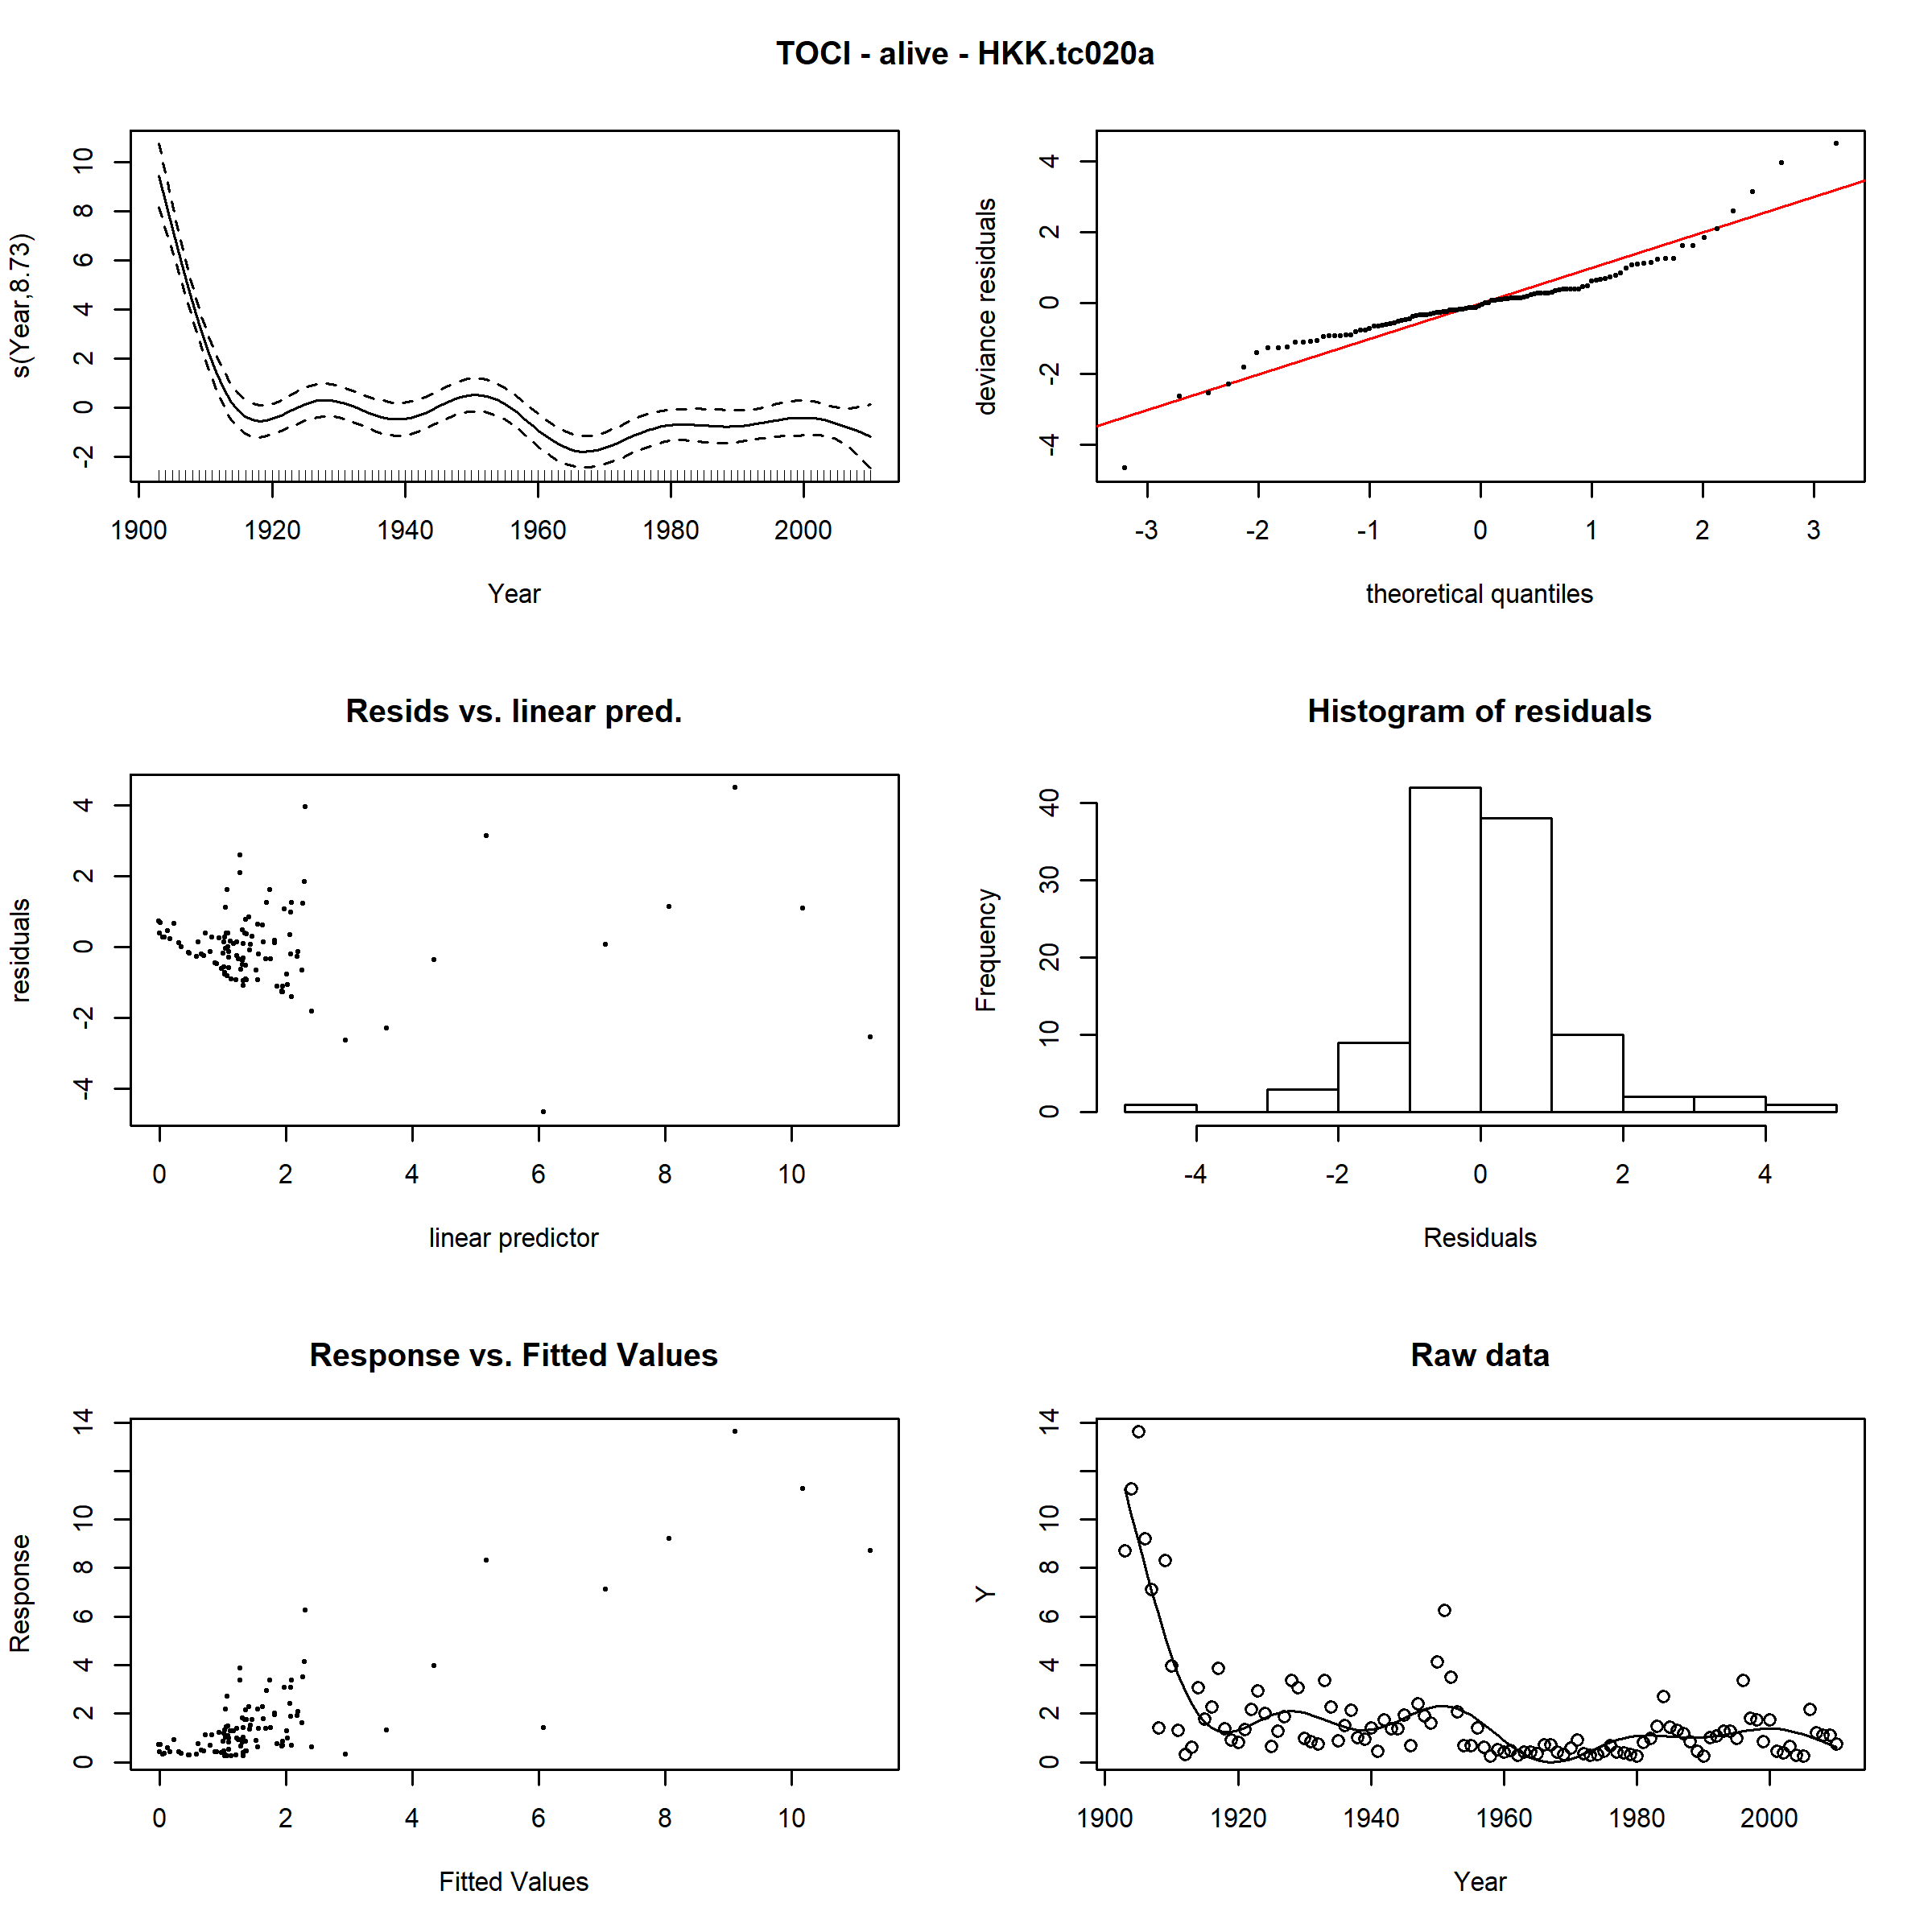 TOCI - alive - HKK.tc020a
s(Year,8.73)
-2 0 2 4 6 8 10
1900 1920 1940 1960 1980 2000
Year
deviance residuals
-4 -2 0 2 4
-3 -2 -1 0 1 2 3
theoretical quantiles
Resids vs. linear pred.
residuals
-4 -2 0 2 4
0 2 4 6 8 10
linear predictor
Histogram of residuals
Frequency
0 10 20 30 40
-4 -2 0 2 4
Residuals
Response vs. Fitted Values
Response
0 2 4 6 8 10 14
0 2 4 6 8 10
Fitted Values
Raw data
Y
0 2 4 6 8 10 14
1900 1920 1940 1960 1980 2000
Year